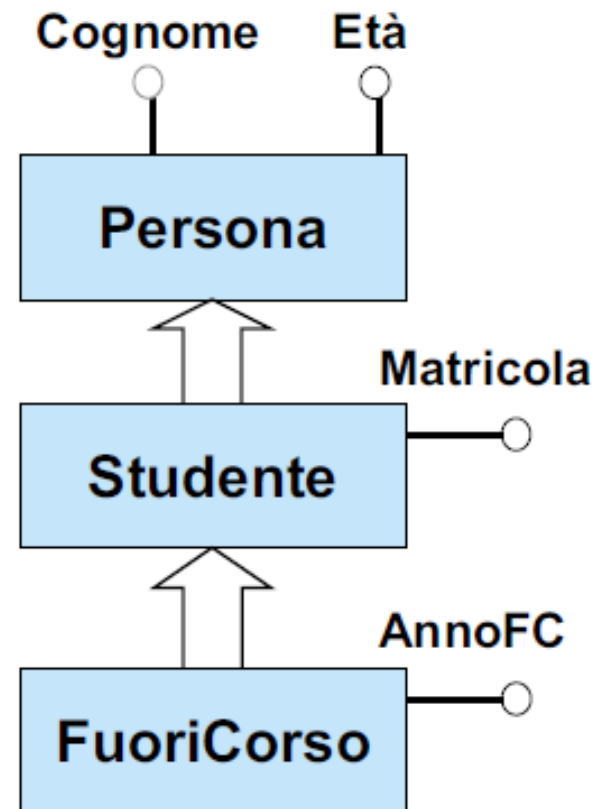 Cognome Età
Persona
Matricola
Studente
AnnoFC
FuoriCorso